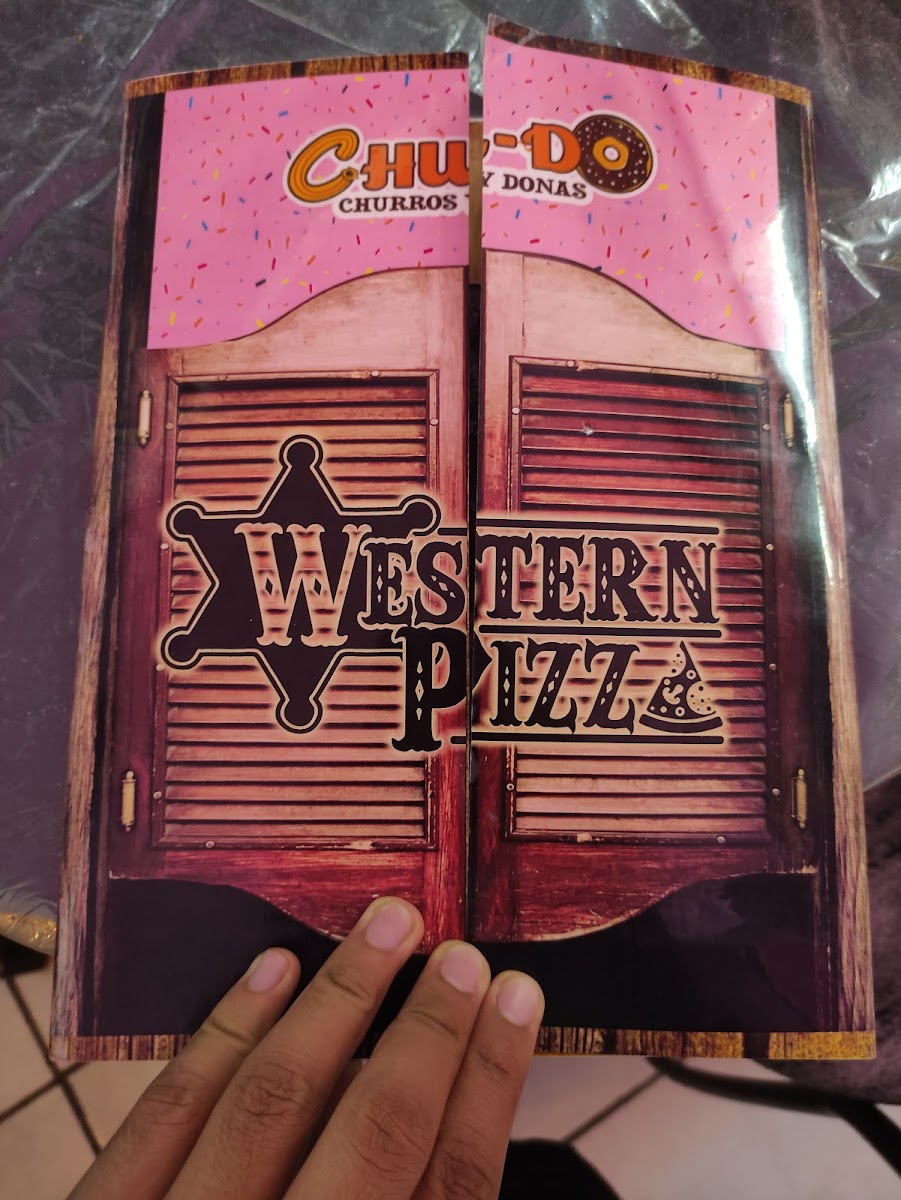 CHU-DO
CHURROS Y DONAS
WESTERN
PIZZA